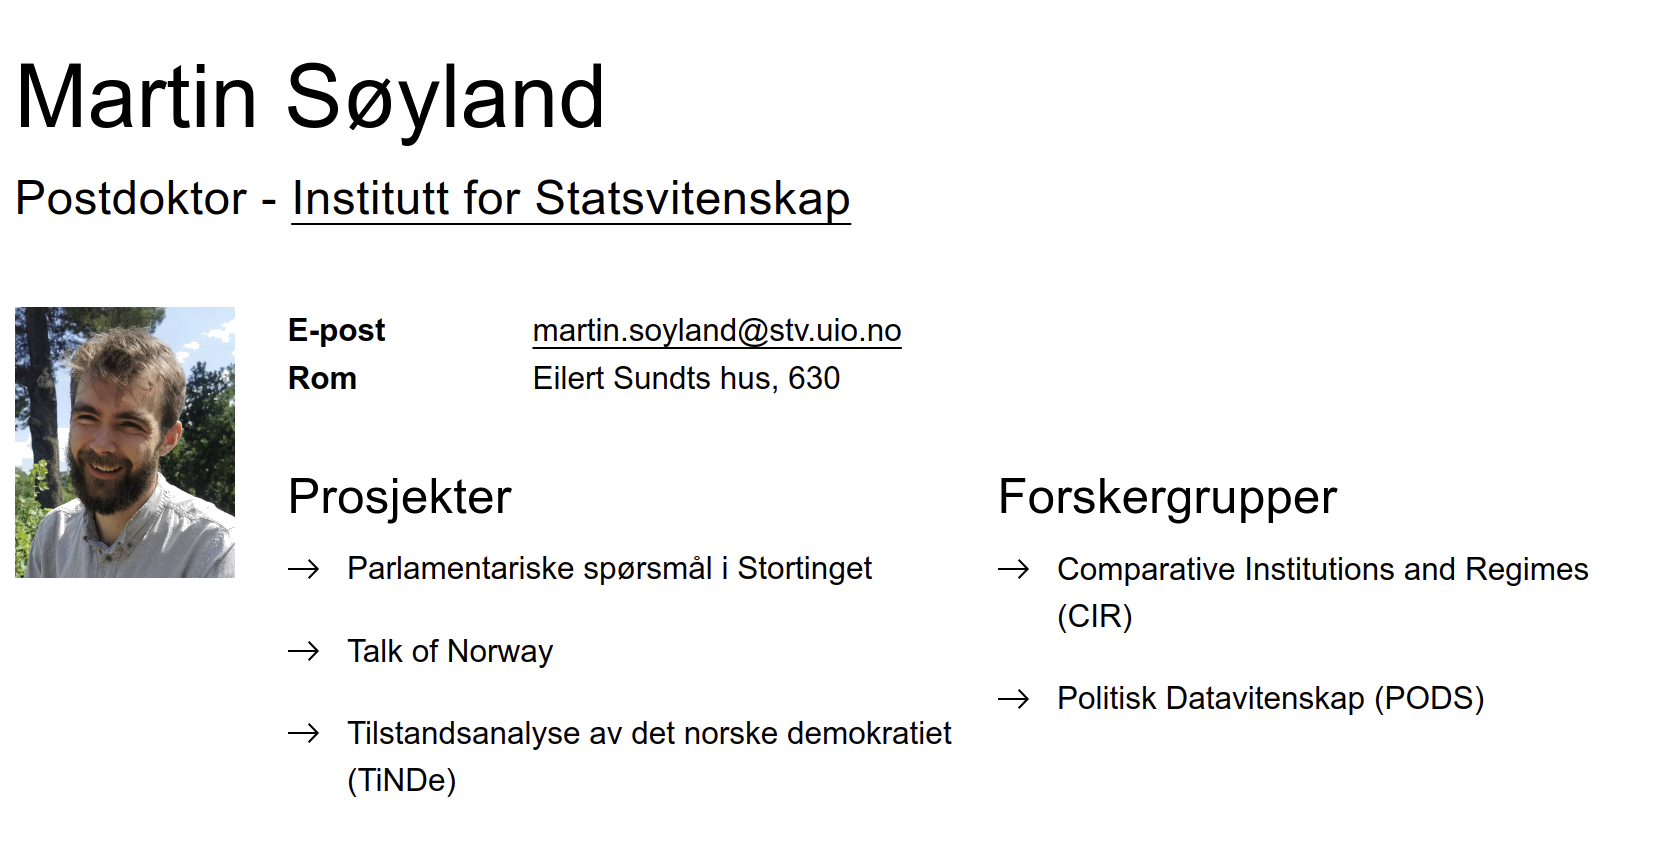 Martin Søyland
Postdoktor - Institutt for Statsvitenskap
E-post martin.soyland@stv.uio.no
Rom Eilert Sundts hus, 630
Prosjekter
→ Parlamentariske spørsmål i Stortinget
→ Talk of Norway
→ Tilstandsanalyse av det norske demokratiet
(TiNDe)
Forskergrupper
→ Comparative Institutions and Regimes
(CIR)
→ Politisk Datavitenskap (PODS)